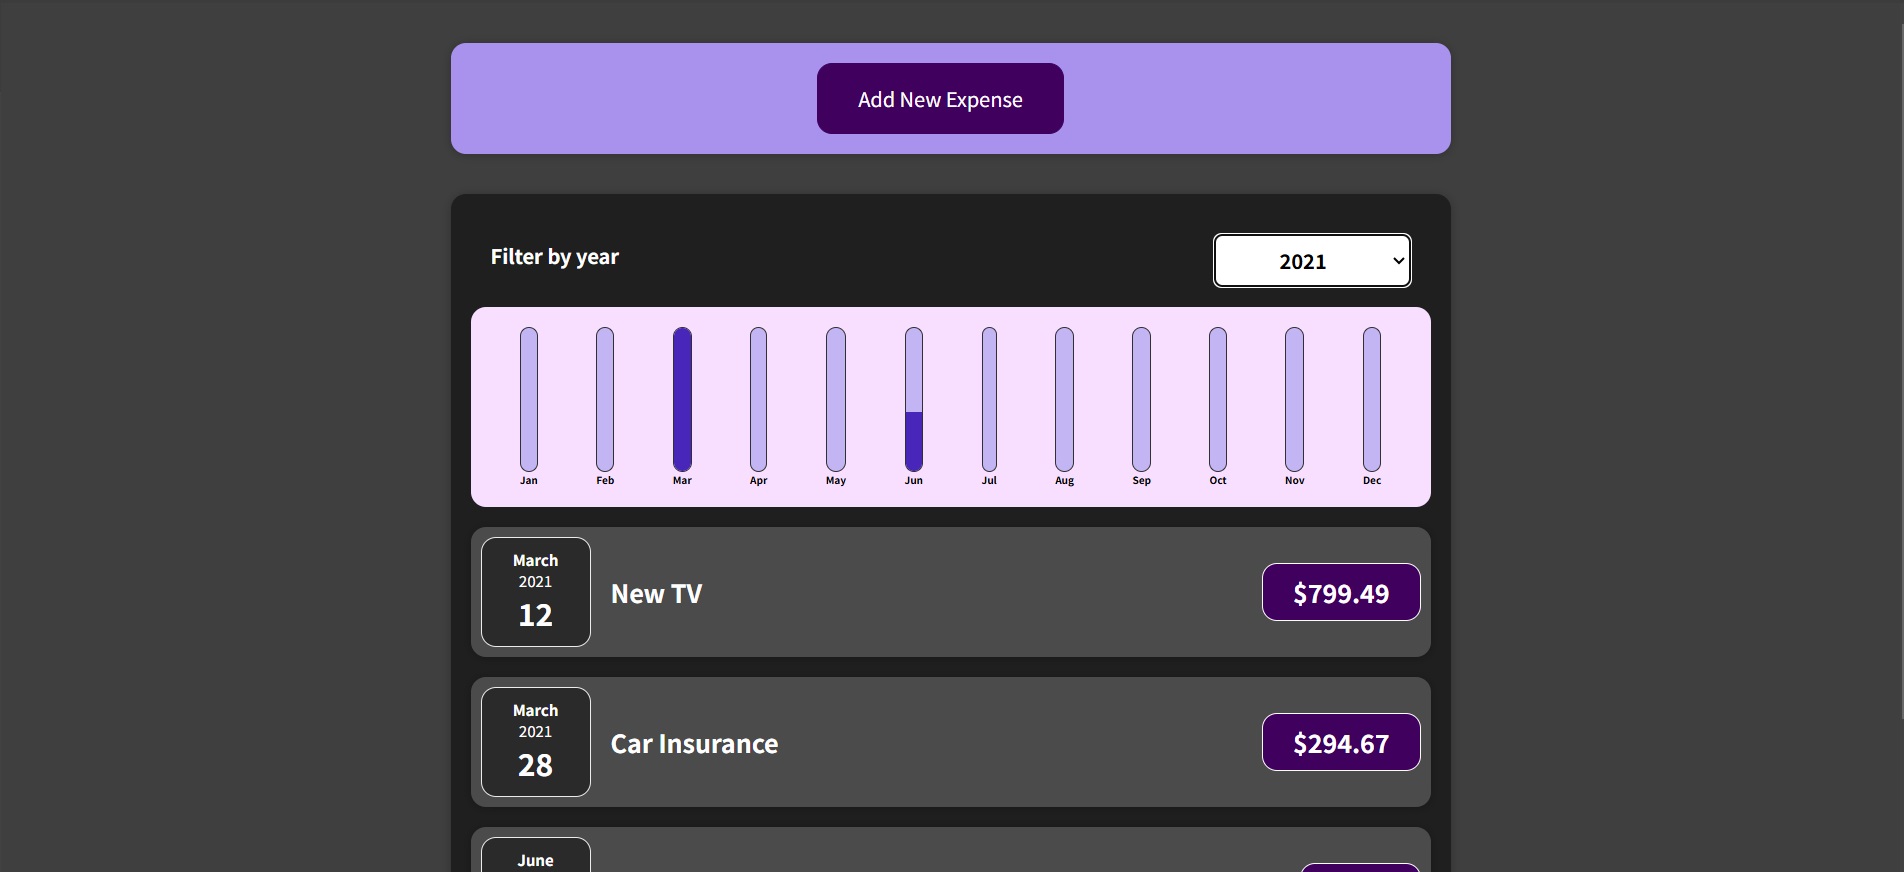 Add New Expense
Filter by year
2021
Jan Feb Mar Apr May Jun Jul Aug Sep Oct Nov Dec
March
2021
12
New TV
$799.49
March
2021
28
Car Insurance
$294.67
June